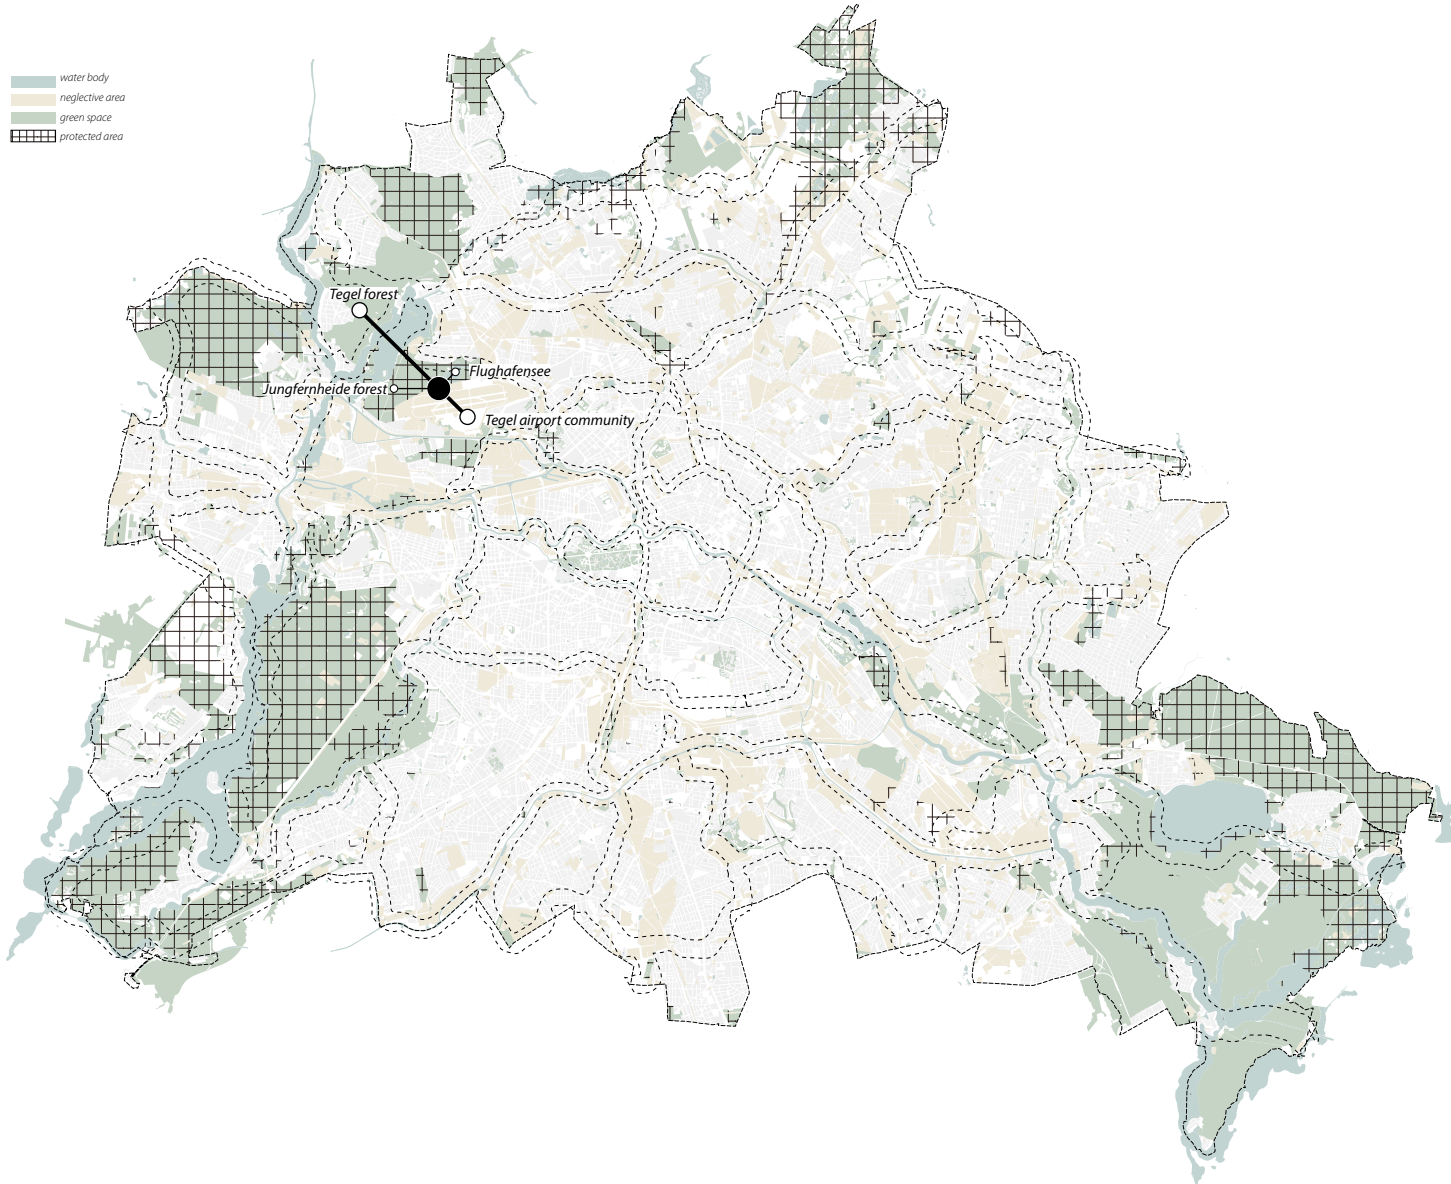 water body
neglective area
green space
protected area
Tegel forest
Flughafensee
Jungfernheide forest
Tegel airport community